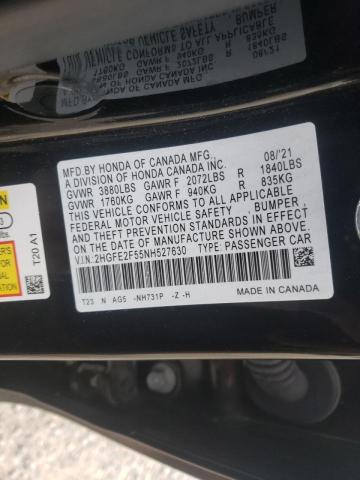 MFD.BY HONDA OF CANADA MFG.,
A DIVISION OF HONDA CANADA INC. 08/'21
GVWR 3880LBS GAWR F 2072LBS R 1840LBS
GVWR 1760KG GAWR F 940KG R 835KG
THIS VEHICLE CONFORMS TO ALL APPLICABLE
FEDERAL MOTOR VEHICLE SAFETY, BUMPER,
AND THEFT PREVENTION STANDARDS IN EFFECT
ON THE DATE OF MANUFACTURE SHOWN ABOVE.
V.I.N: 2HGFE2F55NH527630 TYPE: PASSENGER CAR
T23 N AG5 -NH731P -Z -H
MADE IN CANADA
T20 A1